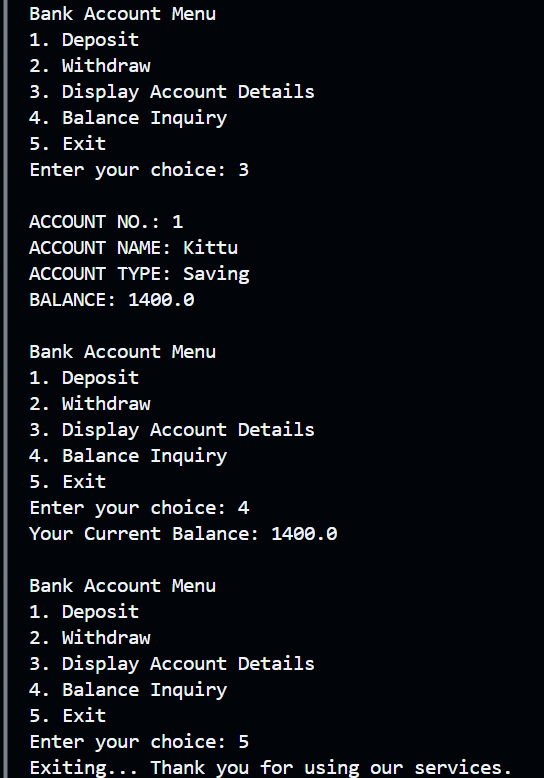 Bank Account Menu
1. Deposit
2. Withdraw
3. Display Account Details
4. Balance Inquiry
5. Exit
Enter your choice: 3

ACCOUNT NO.: 1
ACCOUNT NAME: Kittu
ACCOUNT TYPE: Saving
BALANCE: 1400.0

Bank Account Menu
1. Deposit
2. Withdraw
3. Display Account Details
4. Balance Inquiry
5. Exit
Enter your choice: 4
Your Current Balance: 1400.0

Bank Account Menu
1. Deposit
2. Withdraw
3. Display Account Details
4. Balance Inquiry
5. Exit
Enter your choice: 5
Exiting... Thank you for using our services.